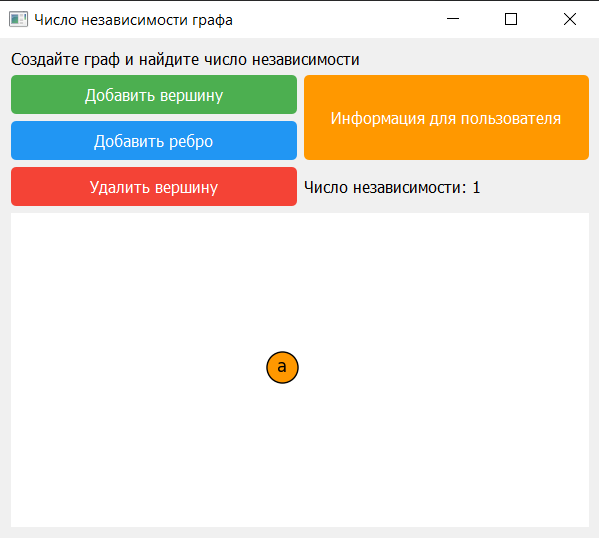 Число независимости графа
Создайте граф и найдите число независимости
Добавить вершину
Информация для пользователя
Добавить ребро
Удалить вершину
Число независимости: 1
a